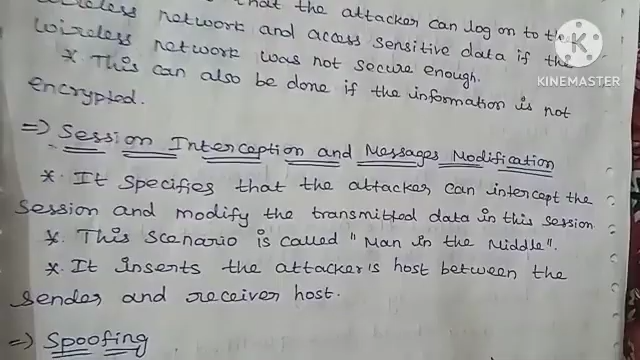 that the attacker can log on to the
wireless network and access sensitive data if the
wireless network was not secure enough.
* This can also be done if the information is not
encrypted.
=> Session Interception and Messages Modification
* It specifies that the attacker can intercept the
session and modify the transmitted data in this session
* This scenario is called "Man in the Middle".
* It inserts the attacker's host between the
sender and receiver host.
=> Spoofing
KINEMASTER